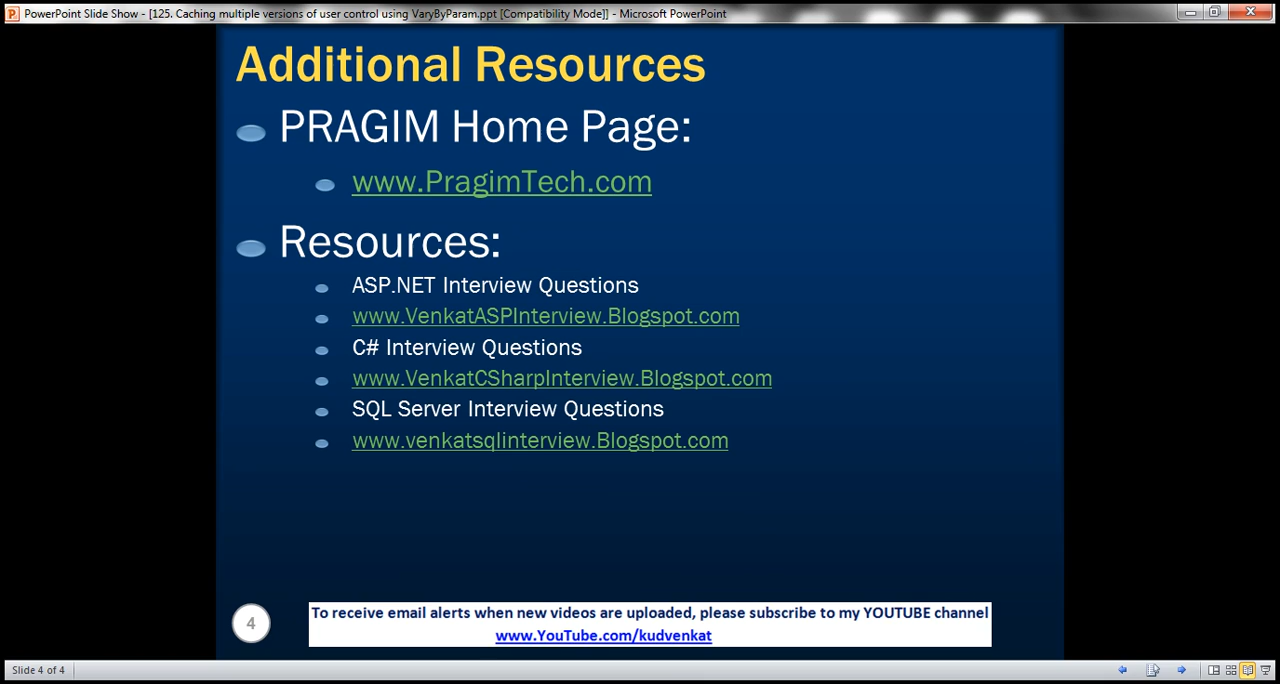 PowerPoint Slide Show - [125. Caching multiple versions of user control using VaryByParam.ppt [Compatibility Mode]] - Microsoft PowerPoint
Additional Resources
PRAGIM Home Page:
www.PragimTech.com
Resources:
ASP.NET Interview Questions
www.VenkatASPInterview.Blogspot.com
C# Interview Questions
www.VenkatCSharpInterview.Blogspot.com
SQL Server Interview Questions
www.venkatsqlinterview.Blogspot.com
4
To receive email alerts when new videos are uploaded, please subscribe to my YOUTUBE channel
www.YouTube.com/kudvenkat
Slide 4 of 4